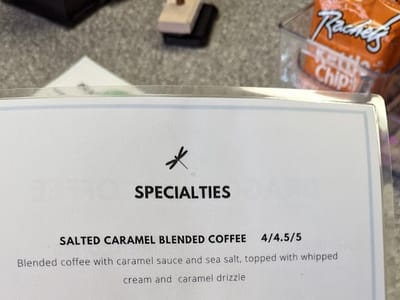 Rachel's
Kettle
Chips
SPECIALTIES
SALTED CARAMEL BLENDED COFFEE 4/4.5/5
Blended coffee with caramel sauce and sea salt, topped with whipped
cream and caramel drizzle